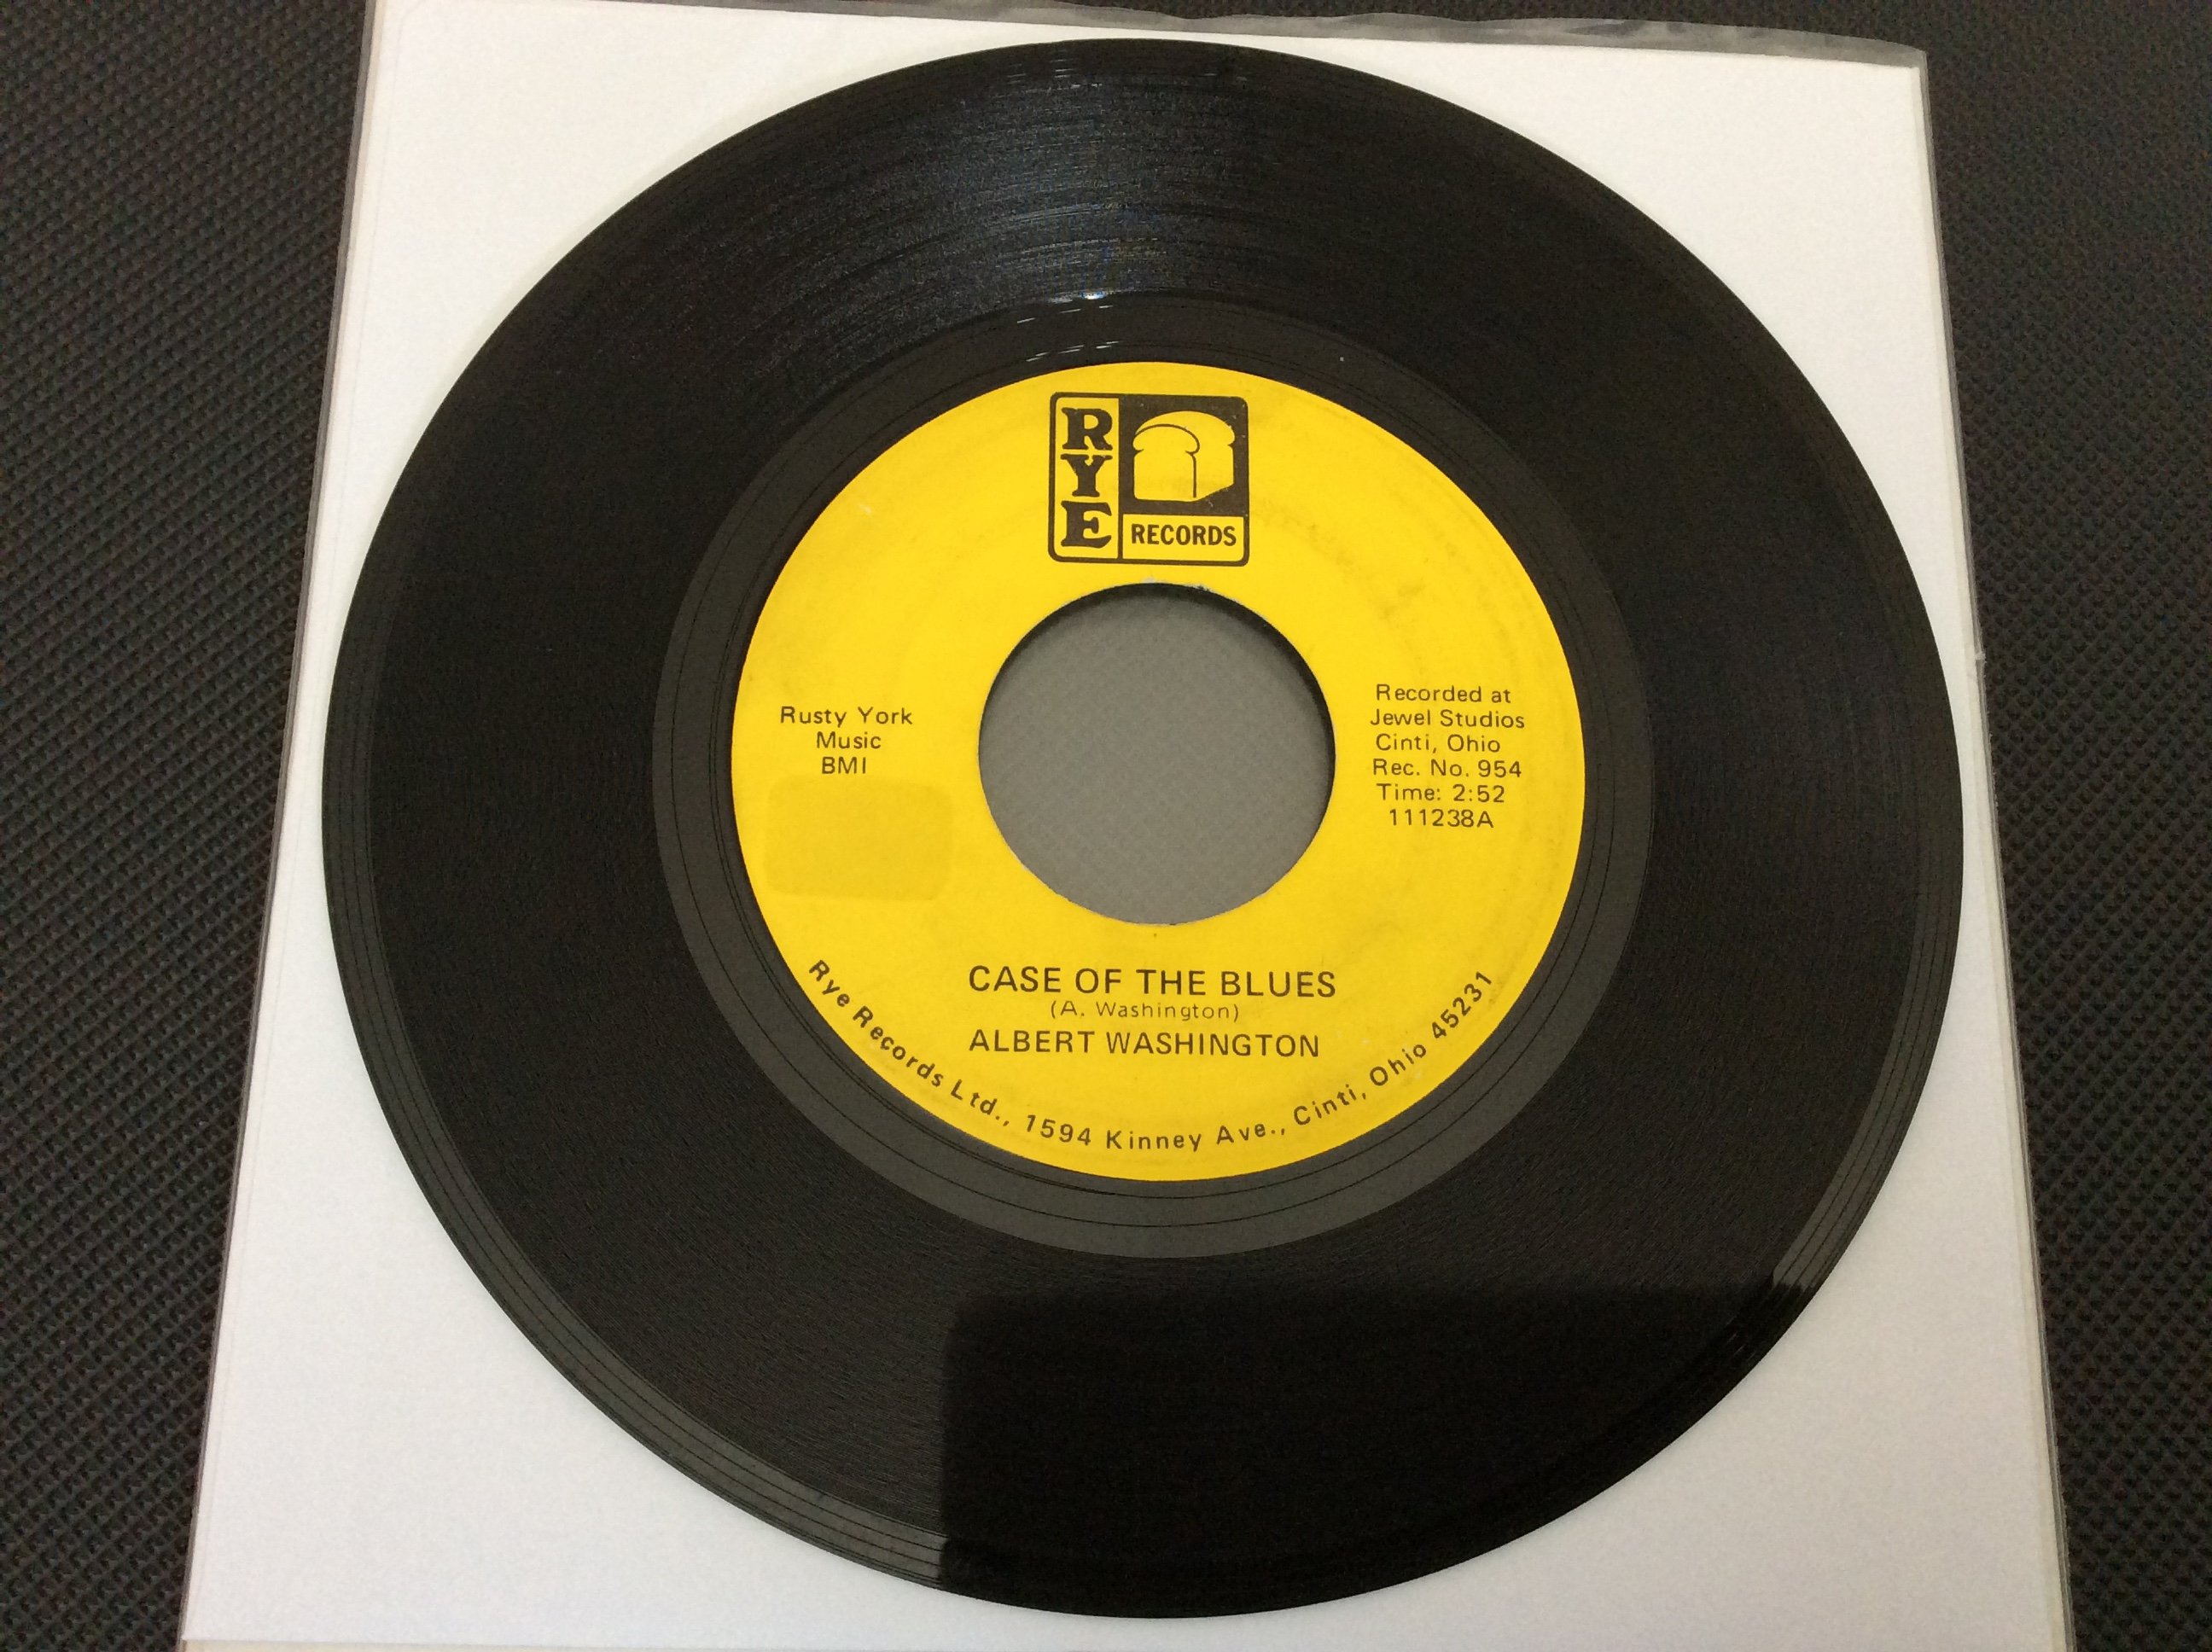 RYE
RECORDS
Rusty York
Music
BMI
Recorded at
Jewel Studios
Cinti, Ohio
Rec. No. 954
Time: 2:52
111238A
CASE OF THE BLUES
(A. Washington)
ALBERT WASHINGTON
Rye Records Ltd., 1594 Kinney Ave., Cinti, Ohio 45231